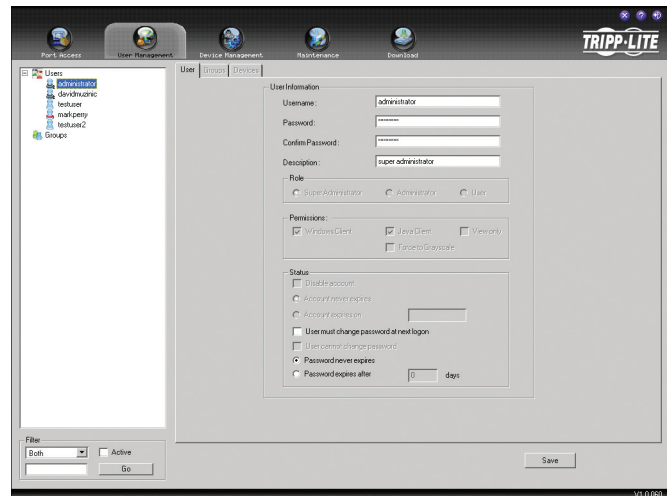 TRIPP·LITE
Port Access User Management Device Management Maintenance Download
Users
administrator
davidmuzinic
testuser
markperry
testuser2
Groups
User Groups Devices
User Information
Username: administrator
Password: *********
Confirm Password: *********
Description: super administrator
Role
Super Administrator Administrator User
Permissions:
Windows Client Java Client View only
Force to Grayscale
Status
Disable account
Account never expires
Account expires on
User must change password at next logon
User cannot change password
Password never expires
Password expires after 0 days
Filter
Both Active
Go
Save
V1.0.060